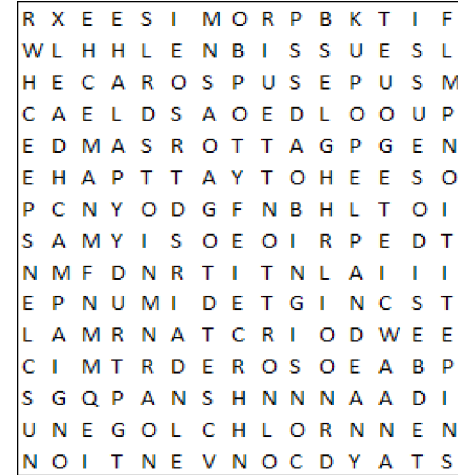 R X E E S I M O R P B K T I F
W L H H L E N B I S S U E S L
H E C A R O S P U S E P U S M
C A E L D S A O E D L O O U P
E D M A S R O T T A G P G E N
E H A P T T A Y T O H E E S O
P C N Y O D G F N B H L T O I
S A M Y I S O E O I R P E D T
N M F D N R T I T N L A I I I
E P N U M I D E T G I N C S T
L A M R N A T C R I O D W E E
C I M T R D E R O S O E A B P
S G Q P A N S H N N N A A D I
U N E G O L C H L O R N N E N
N O I T N E V N O C D Y A T S